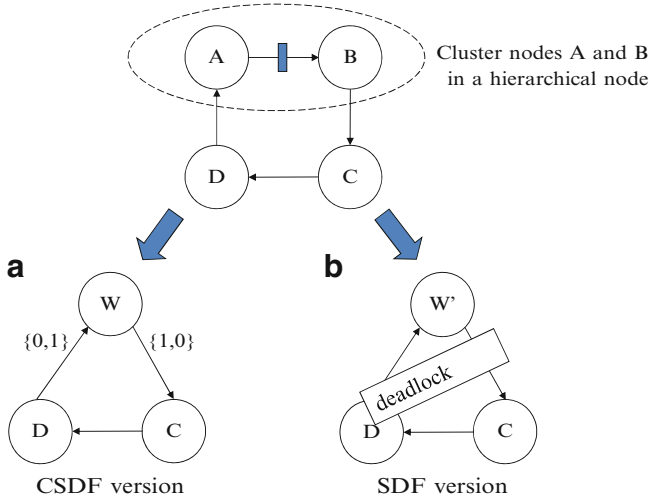 A
B
Cluster nodes A and B
in a hierarchical node
D
C
a
b
W
W'
{0,1}
{1,0}
deadlock
D
C
D
C
CSDF version
SDF version